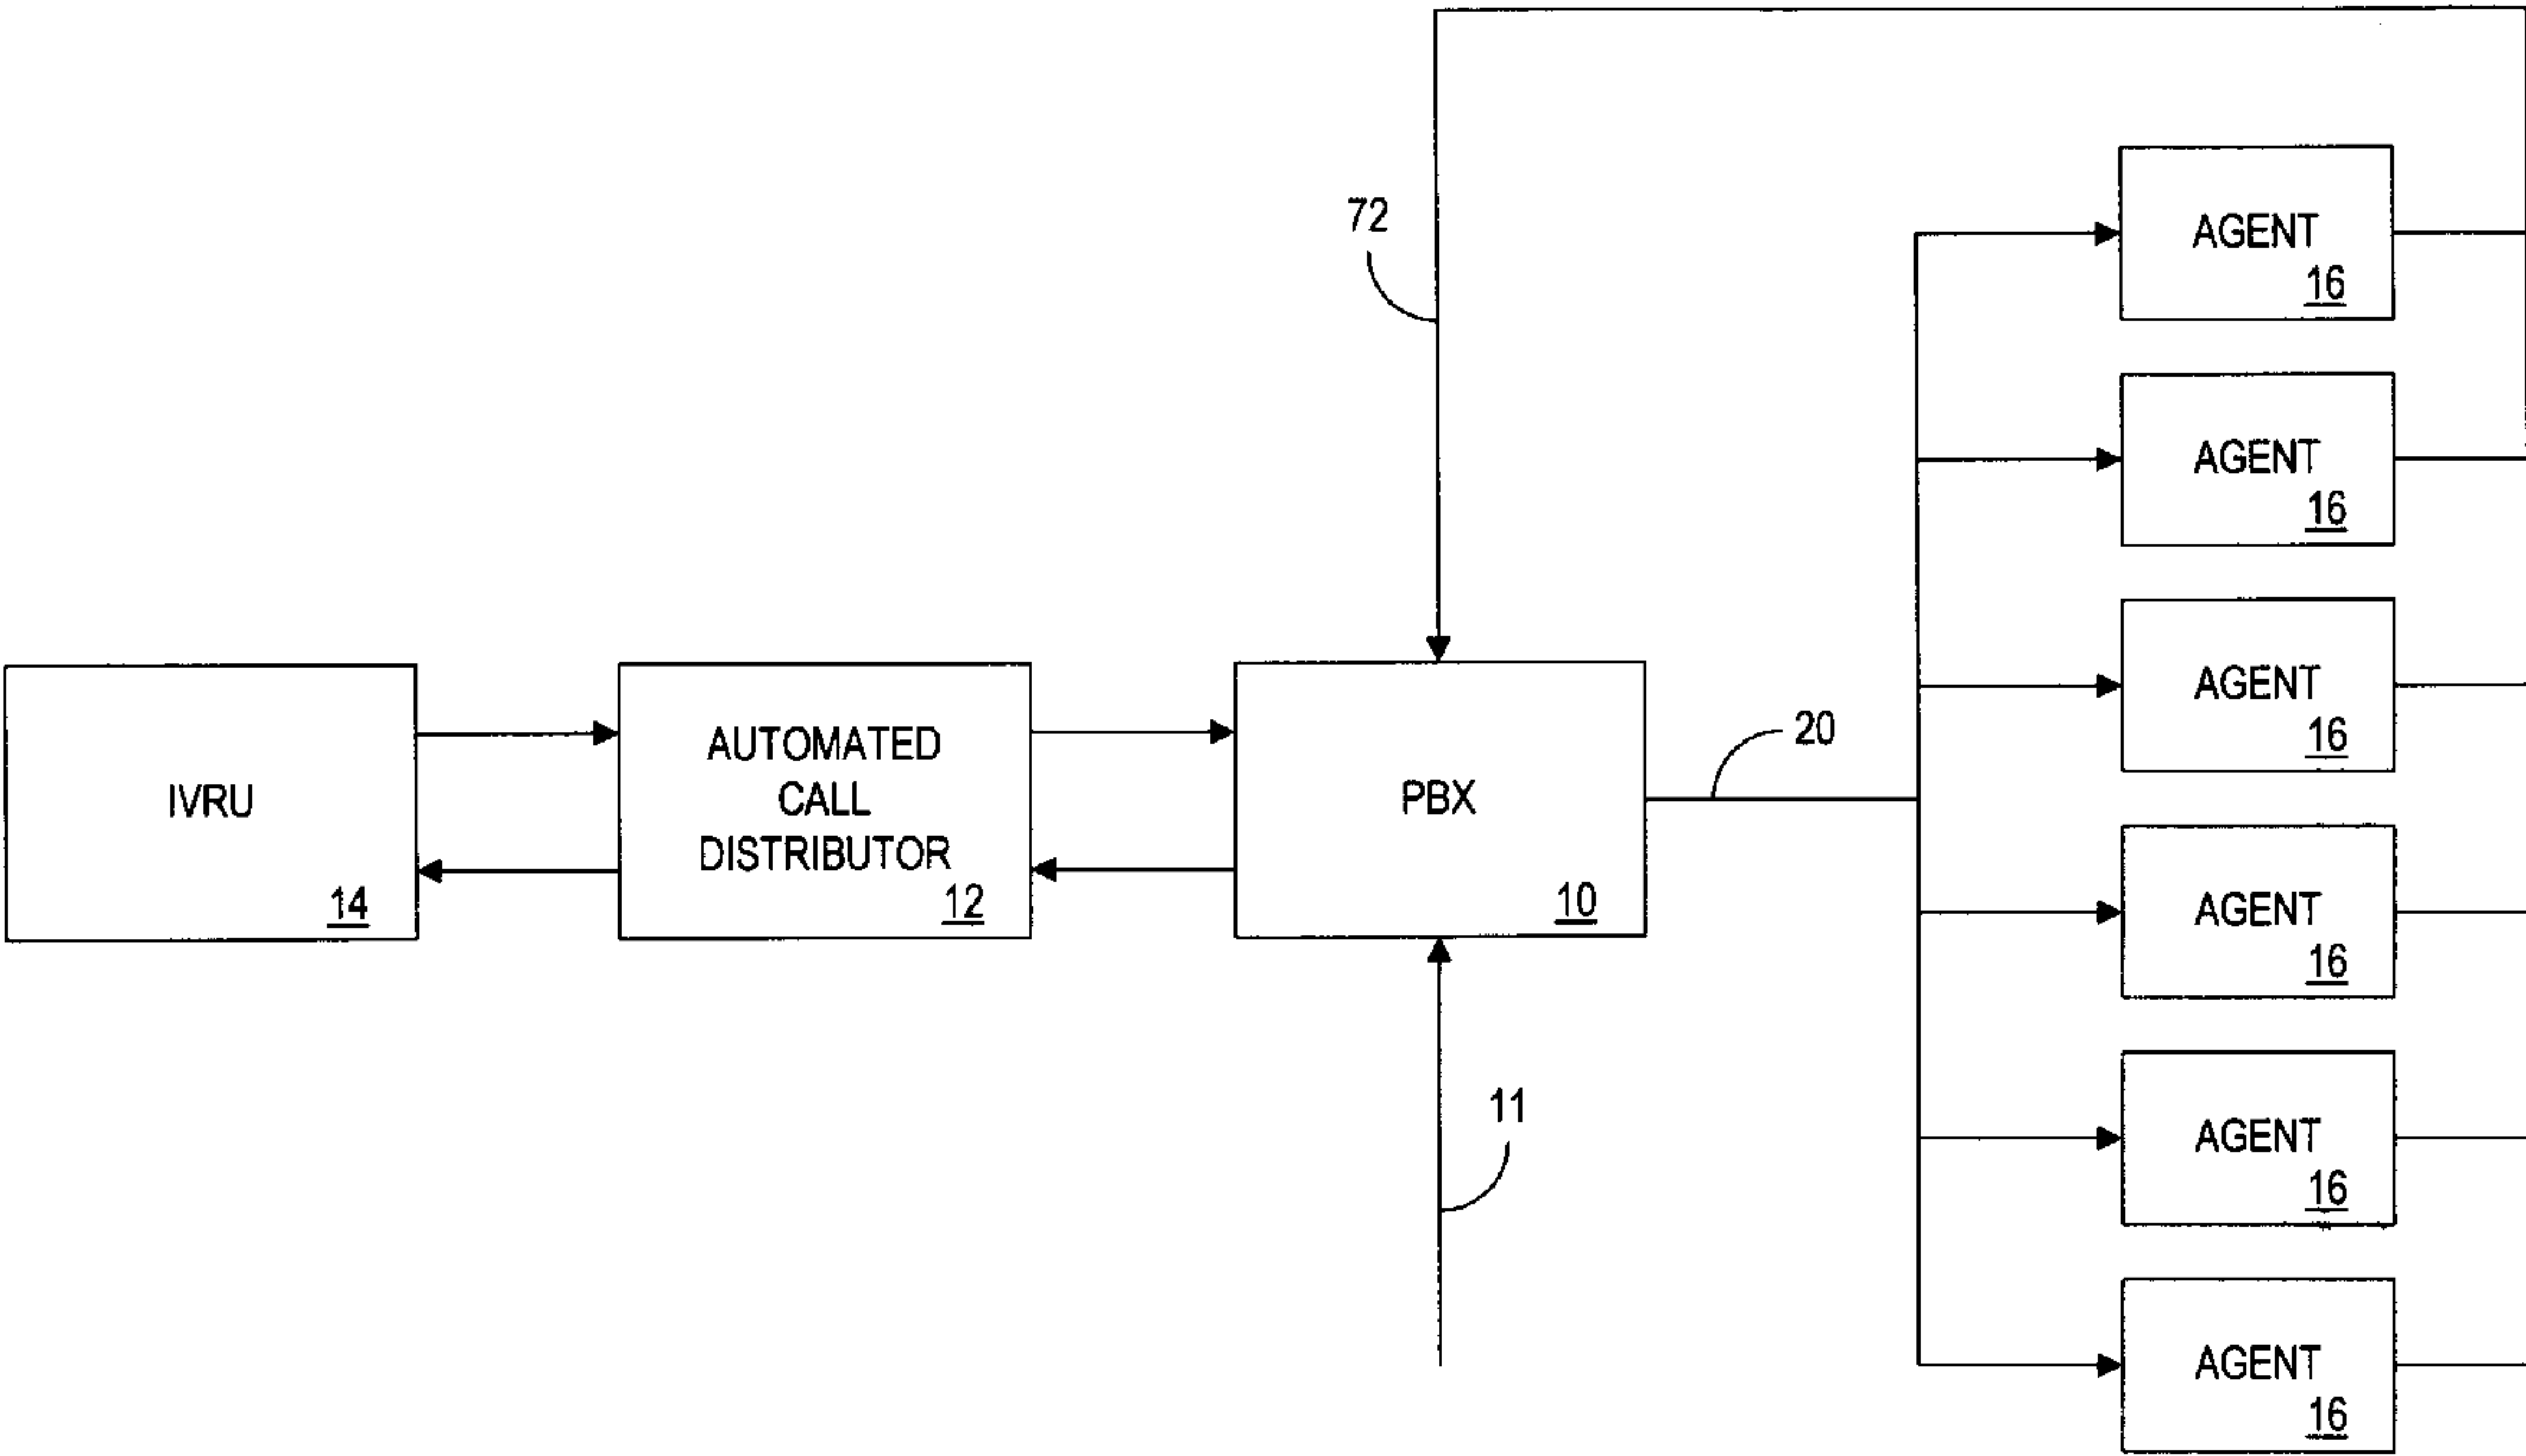 72
AGENT
16
AGENT
16
AGENT
16
IVRU
14
AUTOMATED
CALL
DISTRIBUTOR
12
PBX
10
20
AGENT
16
11
AGENT
16
AGENT
16